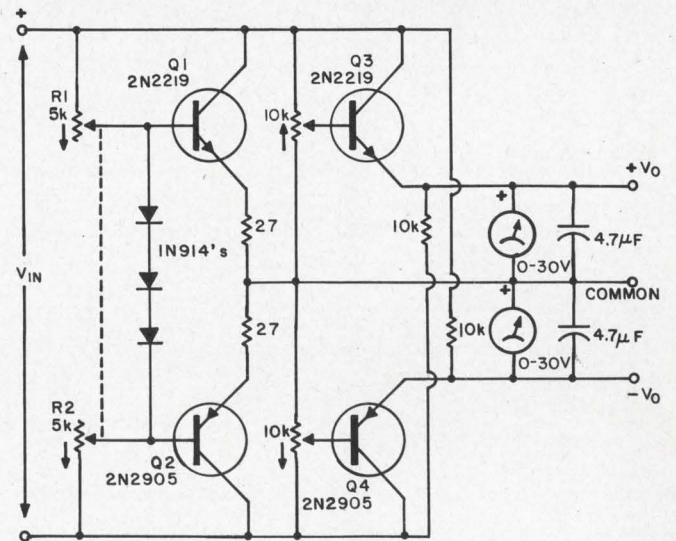 +
Q1
2N2219
Q3
2N2219
R1
5k
10k
+ V₀
+
27
10k
4.7μF
1N914's
0-30V
VIN
COMMON
+
27
10k
4.7μF
0-30V
R2
5k
10k
- V₀
Q2
2N2905
Q4
2N2905